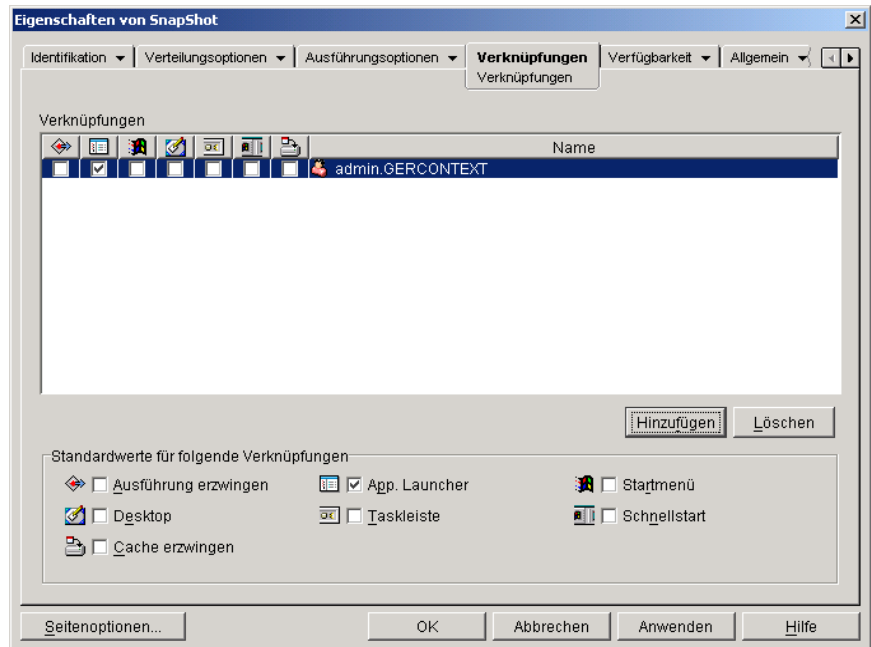 Eigenschaften von SnapShot
Identifikation Verteilungsoptionen Ausführungsoptionen Verknüpfungen Verfügbarkeit Allgemein
Verknüpfungen
Verknüpfungen
Name
admin.GERCONTEXT
Hinzufügen Löschen
Standardwerte für folgende Verknüpfungen
Ausführung erzwingen App. Launcher Startmenü
Desktop Taskleiste Schnellstart
Cache erzwingen
Seitenoptionen... OK Abbrechen Anwenden Hilfe